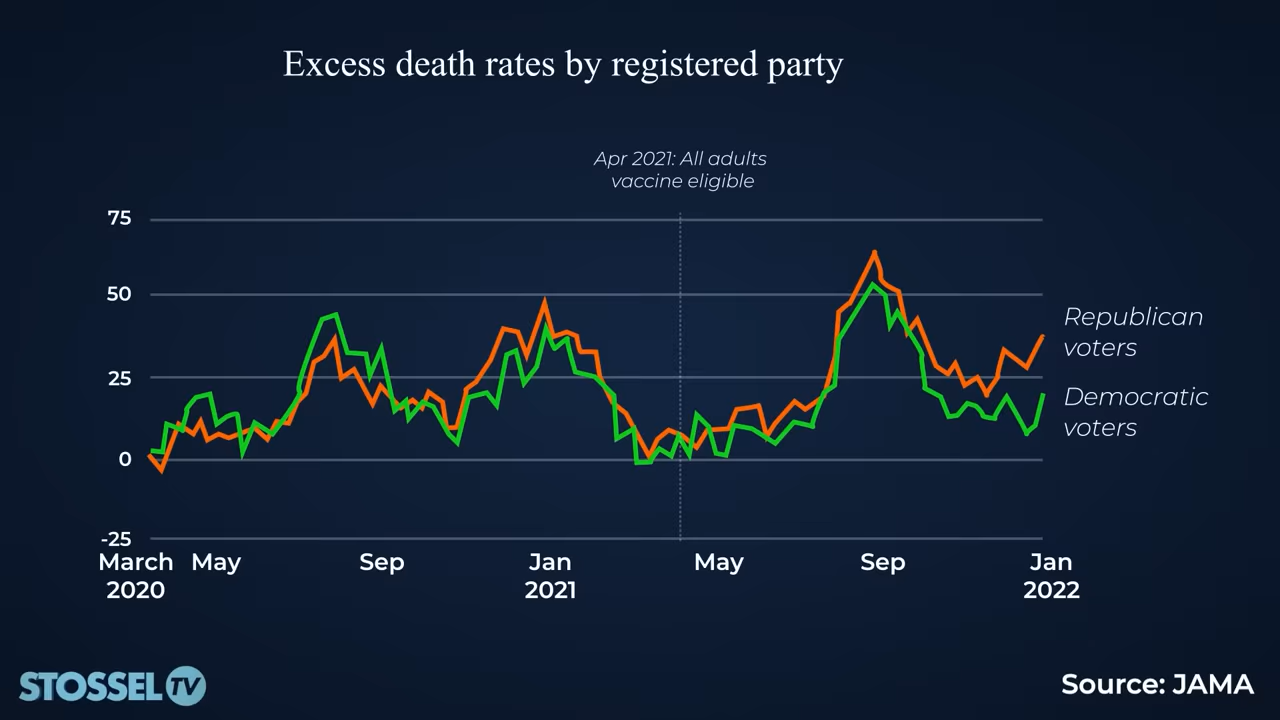 Excess death rates by registered party
Apr 2021: All adults
vaccine eligible
75
50
25
0
-25
March
2020
May
Sep
Jan
2021
May
Sep
Jan
2022
Republican
voters
Democratic
voters
STOSSEL TV
Source: JAMA